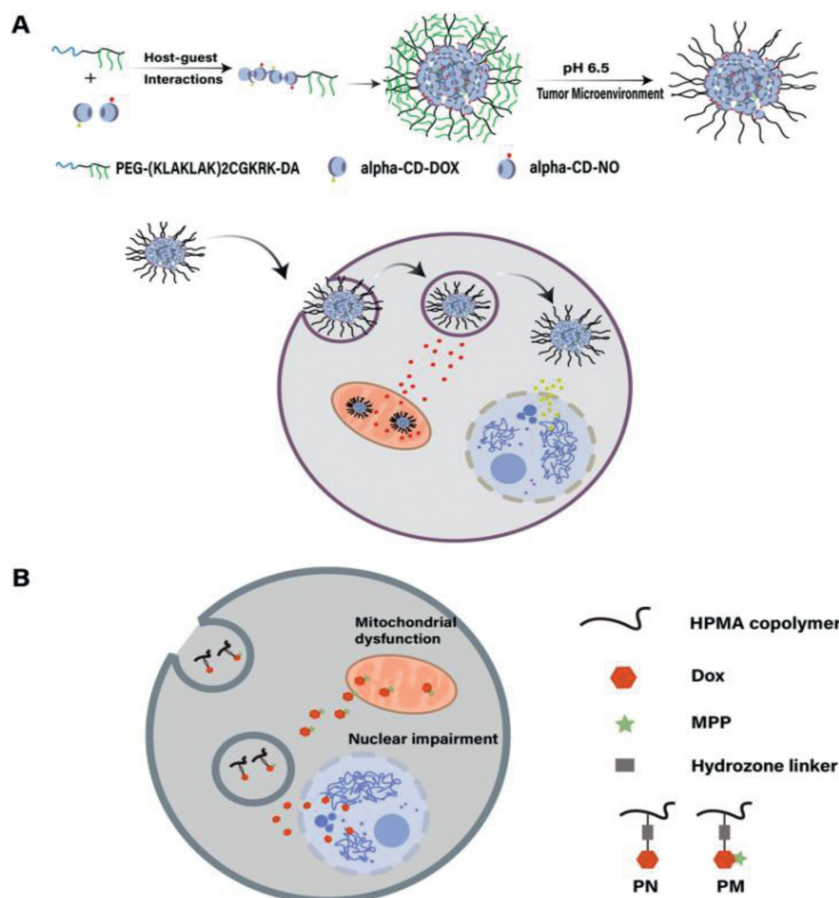 A
Host-guest
Interactions
pH 6.5
Tumor Microenvironment
PEG-(KLAKLAK)2CGKRK-DA
alpha-CD-DOX
alpha-CD-NO
B
Mitochondrial
dysfunction
Nuclear impairment
HPMA copolymer
Dox
MPP
Hydrozone linker
PN
PM